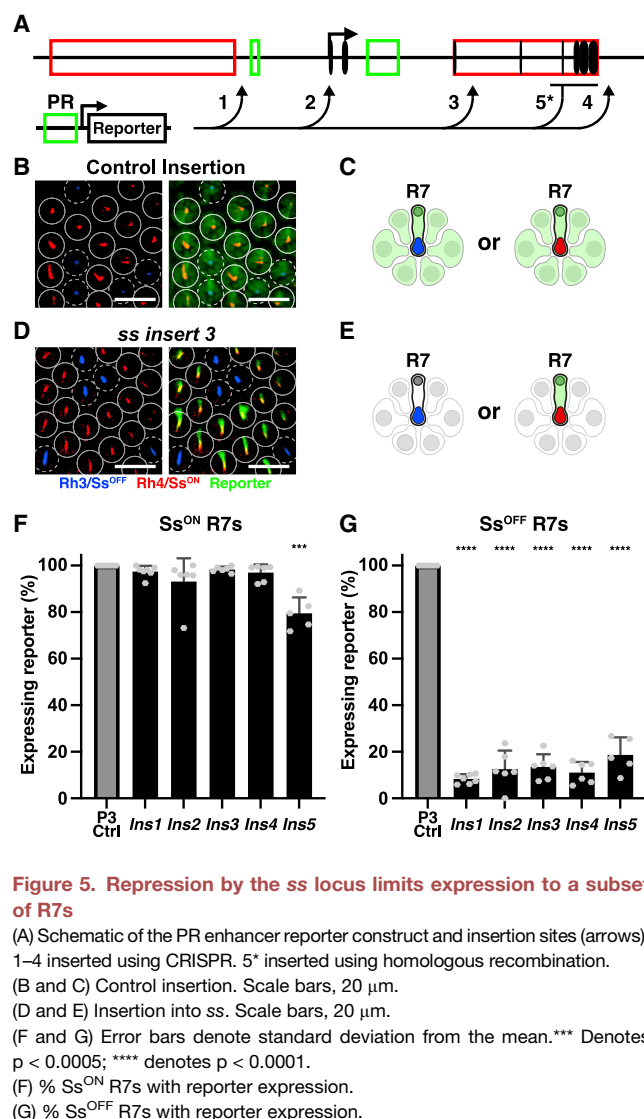 A
PR
Reporter
1
2
3
5*
4
B
Control Insertion
C
R7
or
R7
D
ss insert 3
E
R7
or
R7
Rh3/Ss^OFF Rh4/Ss^ON Reporter
F
Ss^ON R7s
***
Expressing reporter (%)
100
80
60
40
20
0
P3 Ctrl
Ins1
Ins2
Ins3
Ins4
Ins5
G
Ss^OFF R7s
**** **** **** **** ****
Expressing reporter (%)
100
80
60
40
20
0
P3 Ctrl
Ins1
Ins2
Ins3
Ins4
Ins5
Figure 5. Repression by the ss locus limits expression to a subset
of R7s
(A) Schematic of the PR enhancer reporter construct and insertion sites (arrows)
1–4 inserted using CRISPR. 5* inserted using homologous recombination.
(B and C) Control insertion. Scale bars, 20 μm.
(D and E) Insertion into ss. Scale bars, 20 μm.
(F and G) Error bars denote standard deviation from the mean.*** Denotes
p < 0.0005; **** denotes p < 0.0001.
(F) % Ss^ON R7s with reporter expression.
(G) % Ss^OFF R7s with reporter expression.